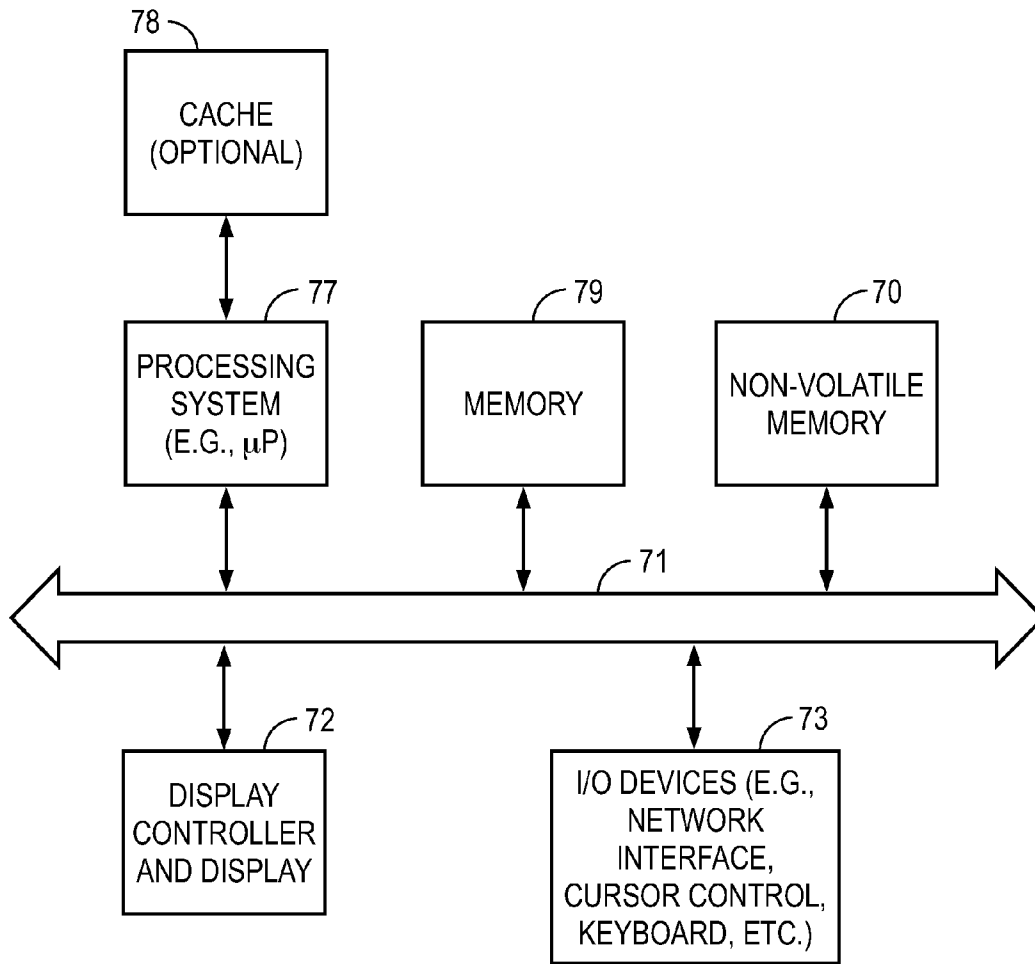 78
CACHE
(OPTIONAL)
77
PROCESSING
SYSTEM
(E.G., μP)
79
MEMORY
70
NON-VOLATILE
MEMORY
71
72
DISPLAY
CONTROLLER
AND DISPLAY
73
I/O DEVICES (E.G.,
NETWORK
INTERFACE,
CURSOR CONTROL,
KEYBOARD, ETC.)